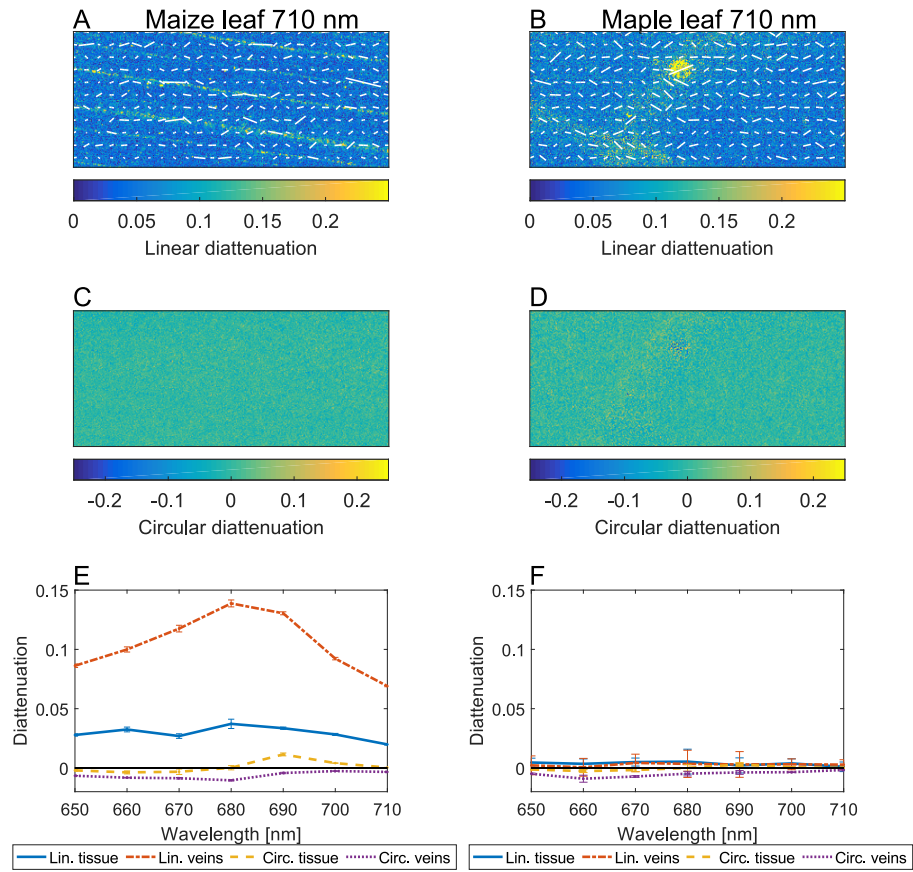 A Maize leaf 710 nm
B Maple leaf 710 nm
0 0.05 0.1 0.15 0.2
Linear diattenuation
0 0.05 0.1 0.15 0.2
Linear diattenuation
C
D
-0.2 -0.1 0 0.1 0.2
Circular diattenuation
-0.2 -0.1 0 0.1 0.2
Circular diattenuation
E
0.15
0.1
0.05
0
Diattenuation
650 660 670 680 690 700 710
Wavelength [nm]
Lin. tissue Lin. veins Circ. tissue Circ. veins
F
0.15
0.1
0.05
0
Diattenuation
650 660 670 680 690 700 710
Wavelength [nm]
Lin. tissue Lin. veins Circ. tissue Circ. veins